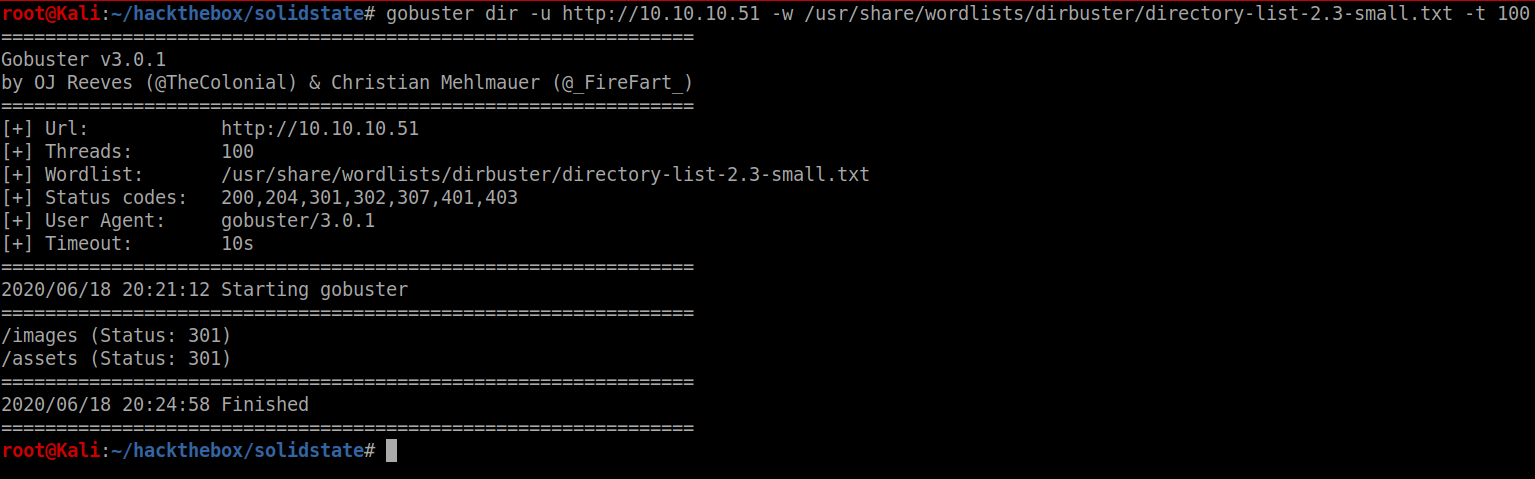 root@Kali:~/hackthebox/solidstate# gobuster dir -u http://10.10.10.51 -w /usr/share/wordlists/dirbuster/directory-list-2.3-small.txt -t 100
===============================================================
Gobuster v3.0.1
by OJ Reeves (@TheColonial) & Christian Mehlmauer (@_FireFart_)
===============================================================
[+] Url:            http://10.10.10.51
[+] Threads:        100
[+] Wordlist:       /usr/share/wordlists/dirbuster/directory-list-2.3-small.txt
[+] Status codes:   200,204,301,302,307,401,403
[+] User Agent:     gobuster/3.0.1
[+] Timeout:        10s
===============================================================
2020/06/18 20:21:12 Starting gobuster
===============================================================
/images (Status: 301)
/assets (Status: 301)
===============================================================
2020/06/18 20:24:58 Finished
===============================================================
root@Kali:~/hackthebox/solidstate#